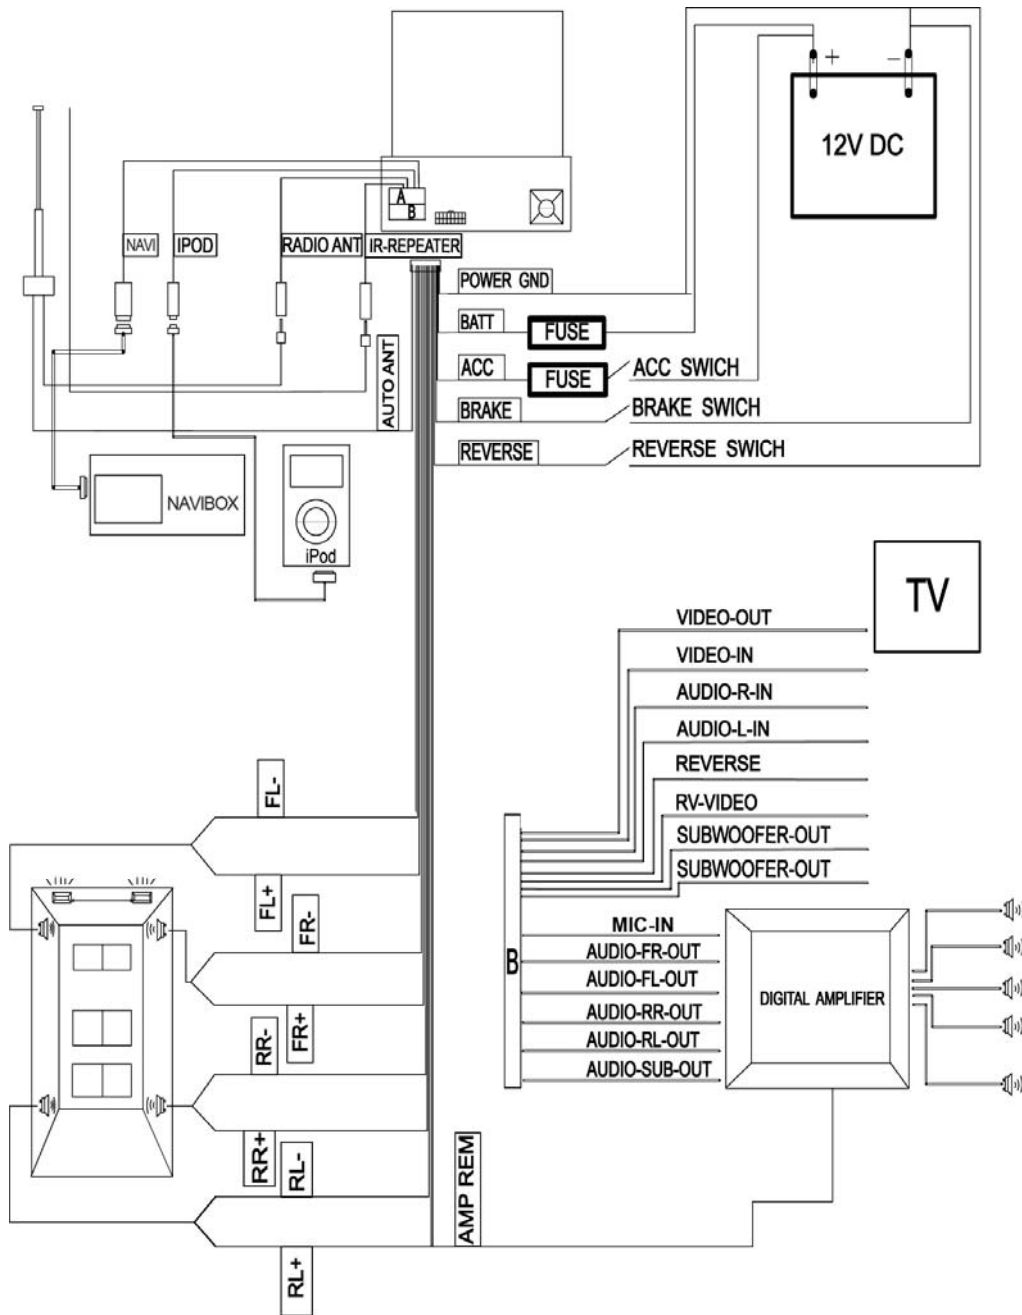 +
−
12V DC
A
B
NAVI
IPOD
RADIO ANT
IR-REPEATER
POWER GND
BATT
FUSE
ACC
FUSE
ACC SWICH
AUTO ANT
BRAKE
BRAKE SWICH
REVERSE
REVERSE SWICH
NAVIBOX
iPod
TV
VIDEO-OUT
VIDEO-IN
AUDIO-R-IN
AUDIO-L-IN
REVERSE
RV-VIDEO
SUBWOOFER-OUT
SUBWOOFER-OUT
FL-
FL+
FR-
FR+
RR-
RR+
RL-
RL+
B
MIC-IN
AUDIO-FR-OUT
AUDIO-FL-OUT
AUDIO-RR-OUT
AUDIO-RL-OUT
AUDIO-SUB-OUT
DIGITAL AMPLIFIER
AMP REM